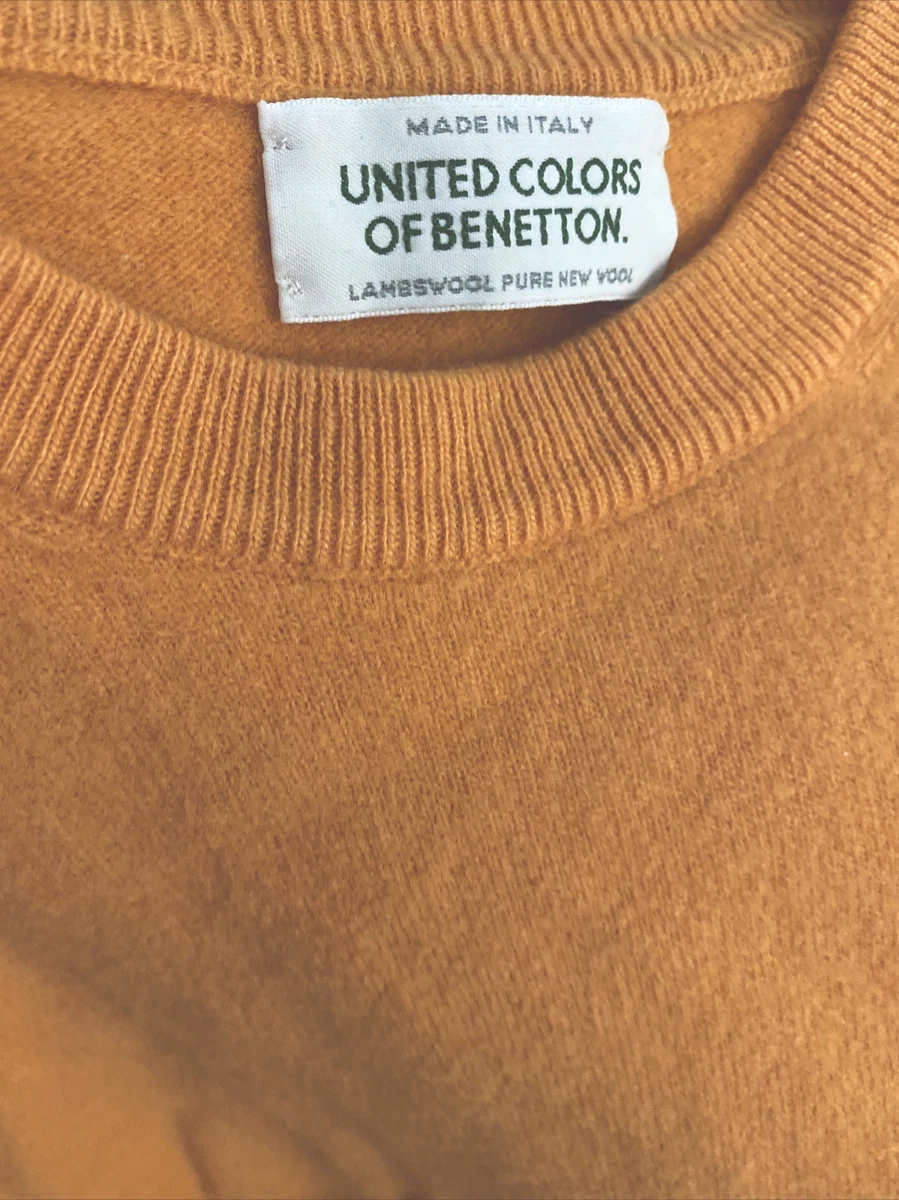 MADE IN ITALY
UNITED COLORS
OF BENETTON.
LAMBSWOOL PURE NEW WOOL